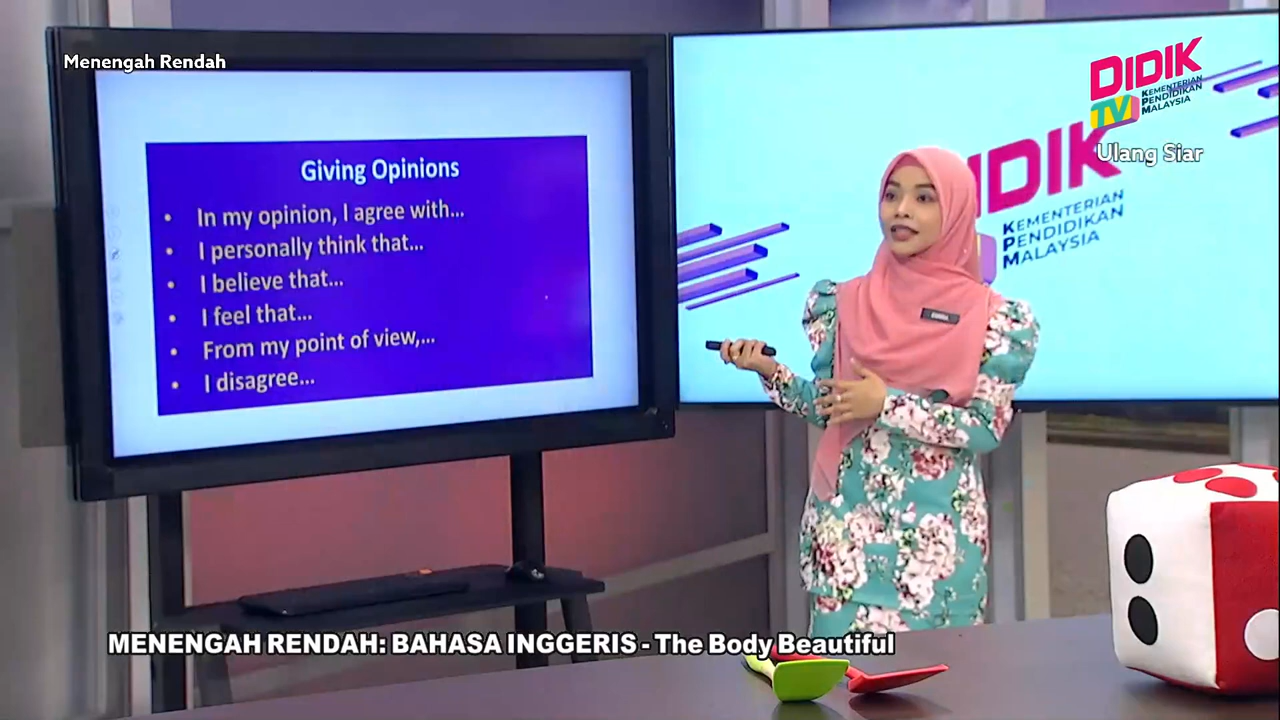 Menengah Rendah
Giving Opinions
• In my opinion, I agree with...
• I personally think that...
• I believe that...
• I feel that...
• From my point of view,...
• I disagree...
DIDIK
TV
KEMENTERIAN
PENDIDIKAN
MALAYSIA
Ulang Siar
DIDIK
KEMENTERIAN
PENDIDIKAN
MALAYSIA
MENENGAH RENDAH: BAHASA INGGERIS - The Body Beautiful